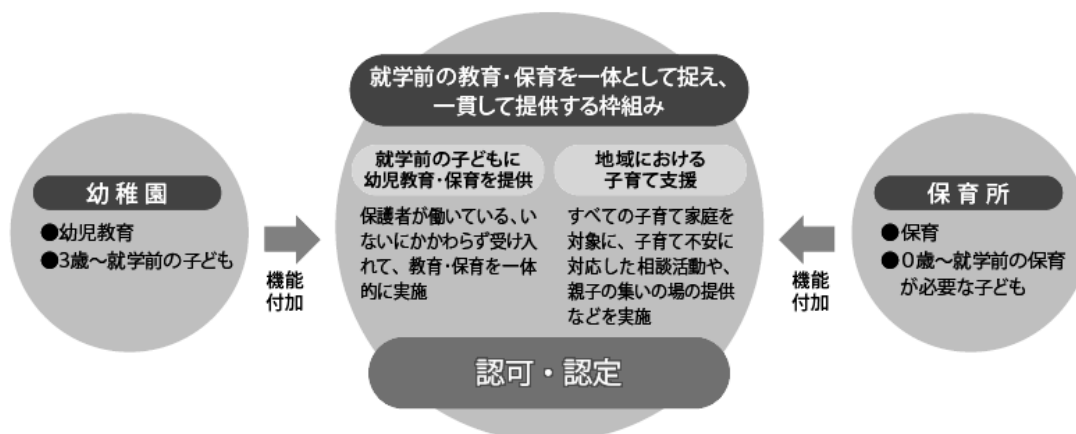 就学前の教育・保育を一体として捉え、
一貫して提供する枠組み
幼稚園
●幼児教育
●3歳~就学前の子ども
機能
付加
就学前の子どもに
幼児教育・保育を提供
保護者が働いている、い
ないにかかわらず受け入
れて、教育・保育を一体
的に実施
地域における
子育て支援
すべての子育て家庭を
対象に、子育て不安に
対応した相談活動や、
親子の集いの場の提供
などを実施
認可・認定
機能
付加
保育所
●保育
●0歳~就学前の保育
が必要な子ども